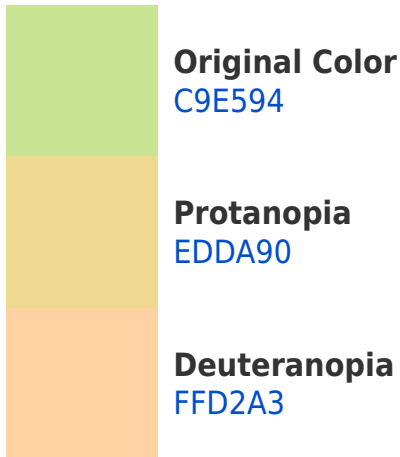 Original Color
C9E594
Protanopia
EDDA90
Deuteranopia
FFD2A3